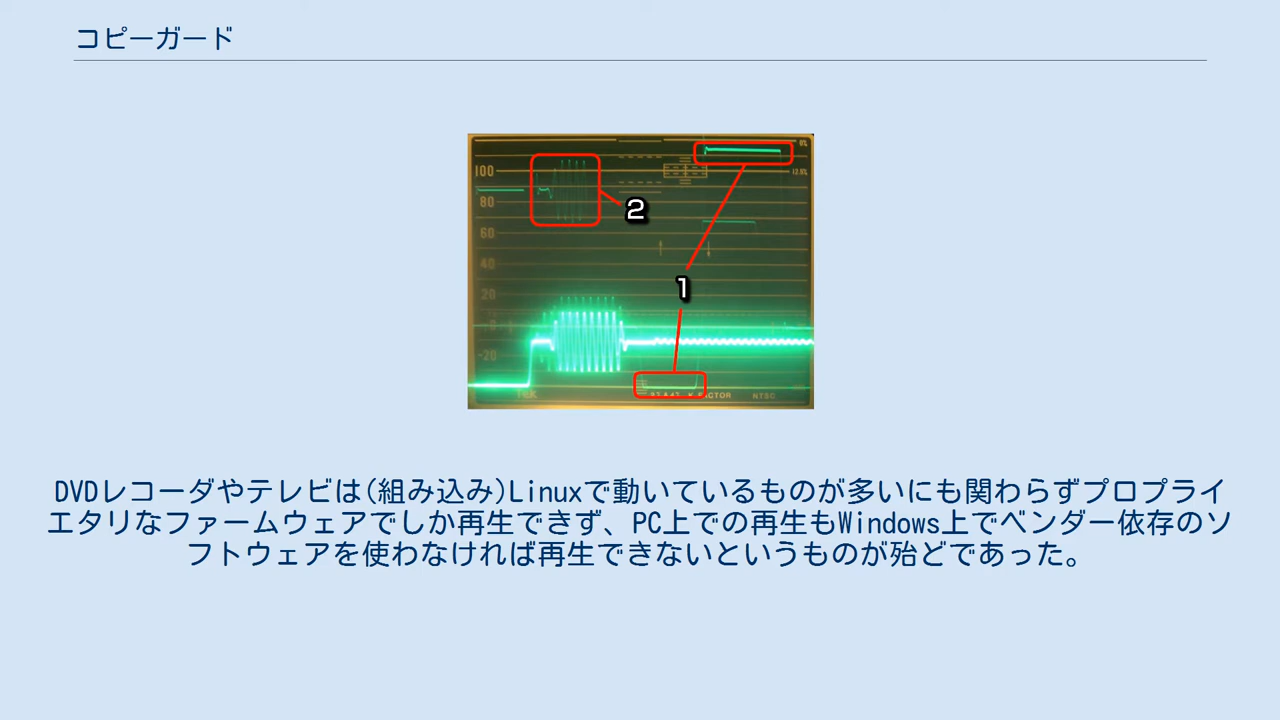 コピーガード
0%
100
12.5%
80
2
60
40
1
20
-20
TEK
K FACTOR
NTSC
DVDレコーダやテレビは(組み込み)Linuxで動いているものが多いにも関わらずプロプライ
エタリなファームウェアでしか再生できず、PC上での再生もWindows上でベンダー依存のソ
フトウェアを使わなければ再生できないというものが殆どであった。